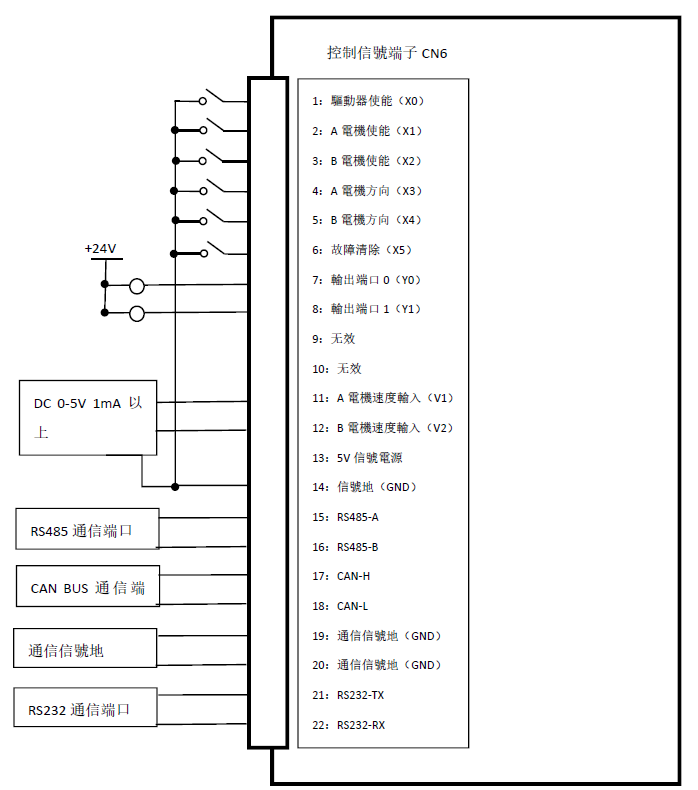 控制信號端子 CN6
1：驅動器使能（X0）
2：A 電機使能（X1）
3：B 電機使能（X2）
4：A 電機方向（X3）
5：B 電機方向（X4）
6：故障清除（X5）
7：輸出端口 0（Y0）
8：輸出端口 1（Y1）
9：无效
10：无效
11：A 電機速度輸入（V1）
12：B 電機速度輸入（V2）
13：5V 信號電源
14：信號地（GND）
15：RS485-A
16：RS485-B
17：CAN-H
18：CAN-L
19：通信信號地（GND）
20：通信信號地（GND）
21：RS232-TX
22：RS232-RX
+24V
DC 0-5V 1mA 以
上
RS485 通信端口
CAN BUS 通信端
通信信號地
RS232 通信端口